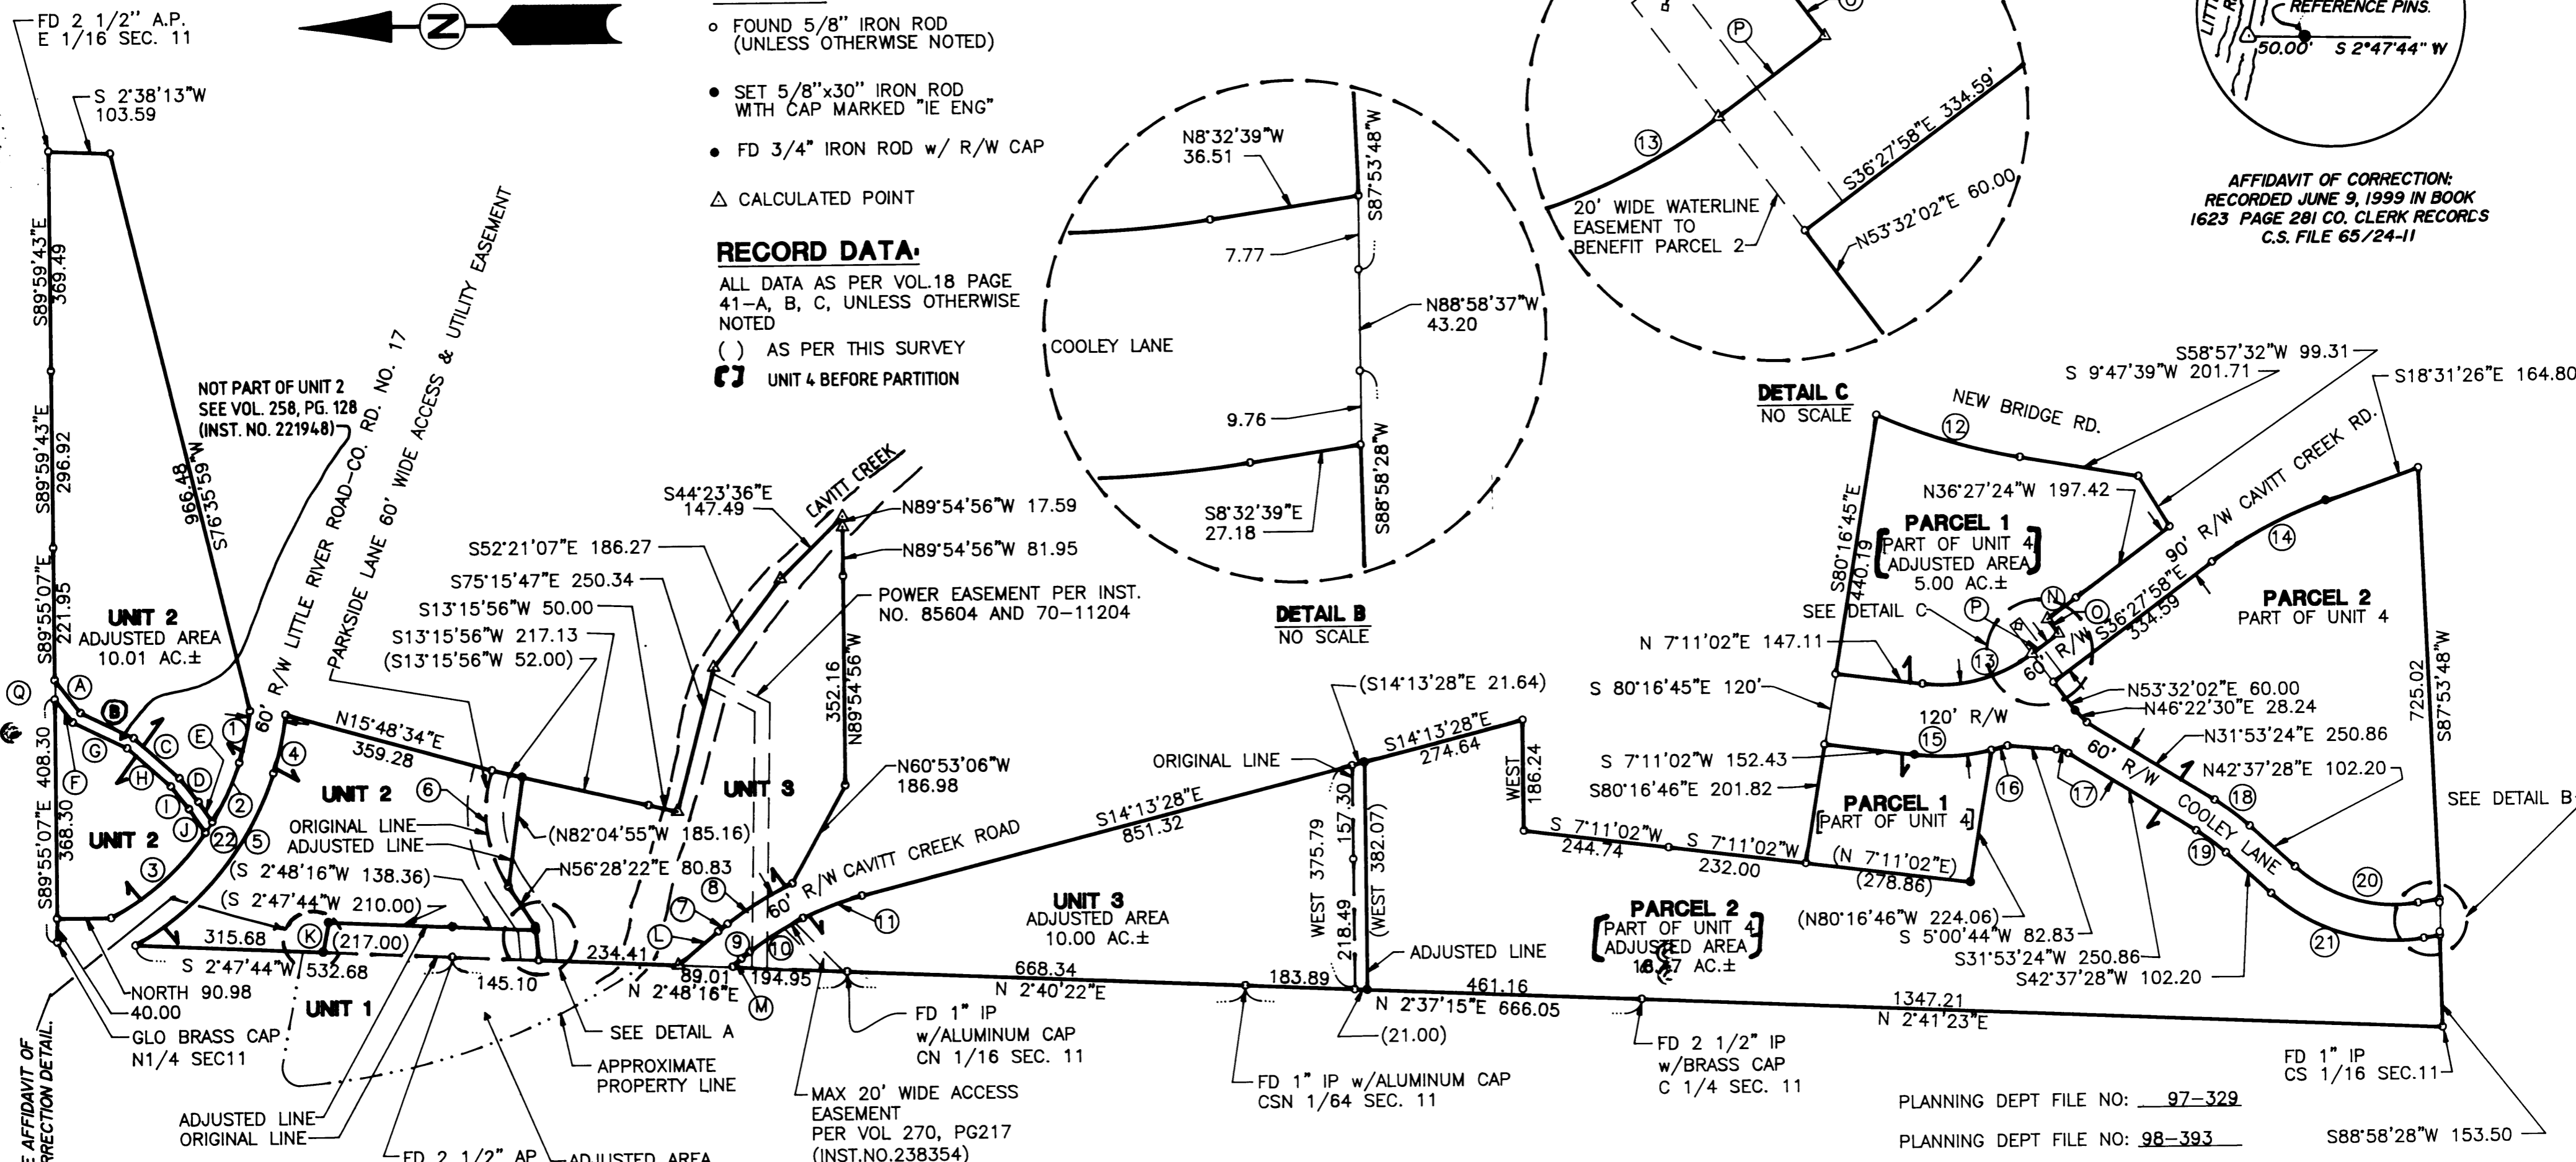 FD 2 1/2" A.P.
E 1/16 SEC. 11
S 2°38'13"W
103.59
N
FOUND 5/8" IRON ROD
(UNLESS OTHERWISE NOTED)
SET 5/8"x30" IRON ROD
WITH CAP MARKED "IE ENG"
FD 3/4" IRON ROD w/ R/W CAP
CALCULATED POINT
RECORD DATA:
ALL DATA AS PER VOL.18 PAGE
41-A, B, C, UNLESS OTHERWISE
NOTED
( ) AS PER THIS SURVEY
[ ] UNIT 4 BEFORE PARTITION
N8°32'39"W
36.51
S87°53'48"W
7.77
N88°58'37"W
43.20
COOLEY LANE
9.76
S8°32'39"E
27.18
S88°58'28"W
DETAIL B
NO SCALE
P
13
S36°27'58"E 334.59'
N53°32'02"E 60.00
20' WIDE WATERLINE
EASEMENT TO
BENEFIT PARCEL 2
DETAIL C
NO SCALE
REFERENCE PINS.
50.00' S 2°47'44" W
AFFIDAVIT OF CORRECTION:
RECORDED JUNE 9, 1999 IN BOOK
1623 PAGE 281 CO. CLERK RECORDS
C.S. FILE 65/24-11
S89°59'43"E
369.49
S89°59'43"E
296.92
S89°55'07"E
221.95
966.48
S76°35'59"W
NOT PART OF UNIT 2
SEE VOL. 258, PG. 128
(INST. NO. 221948)
UNIT 2
ADJUSTED AREA
10.01 AC.±
60' R/W LITTLE RIVER ROAD-CO. RD. NO. 17
PARKSIDE LANE 60' WIDE ACCESS & UTILITY EASEMENT
Q
A
B
C
D
E
F
G
H
I
J
1
2
3
4
5
22
S89°55'07"E 408.30
368.30
UNIT 2
N15°48'34"E
359.28
UNIT 2
6
ORIGINAL LINE
ADJUSTED LINE
(S 2°48'16"W 138.36)
(S 2°47'44"W 210.00)
K
(217.00)
315.68
S 2°47'44"W 532.68
NORTH 90.98
40.00
GLO BRASS CAP
N1/4 SEC11
UNIT 1
145.10
ADJUSTED LINE
ORIGINAL LINE
FD 2 1/2" AP
ADJUSTED AREA
SEE DETAIL A
APPROXIMATE
PROPERTY LINE
CAVITT CREEK
S44°23'36"E
147.49
N89°54'56"W 17.59
N89°54'56"W 81.95
S52°21'07"E 186.27
S75°15'47"E 250.34
S13°15'56"W 50.00
S13°15'56"W 217.13
(S13°15'56"W 52.00)
POWER EASEMENT PER INST.
NO. 85604 AND 70-11204
352.16
N89°54'56"W
N60°53'06"W
186.98
UNIT 3
(N82°04'55"W 185.16)
N56°28'22"E 80.83
7
8
L
9
10
11
M
60' R/W CAVITT CREEK ROAD
234.41
N 2°48'16"E
89.01
194.95
UNIT 3
ADJUSTED AREA
10.00 AC.±
668.34
N 2°40'22"E
FD 1" IP
w/ALUMINUM CAP
CN 1/16 SEC. 11
MAX 20' WIDE ACCESS
EASEMENT
PER VOL 270, PG217
(INST.NO.238354)
S14°13'28"E
851.32
ORIGINAL LINE
(S14°13'28"E 21.64)
S14°13'28"E
274.64
WEST
186.24
WEST 375.79
157.30
218.49
(WEST 382.07)
ADJUSTED LINE
183.89
461.16
N 2°37'15"E 666.05
(21.00)
FD 1" IP w/ALUMINUM CAP
CSN 1/64 SEC. 11
FD 2 1/2" IP
w/BRASS CAP
C 1/4 SEC. 11
S 7°11'02"W
244.74
S 7°11'02"W
232.00
(N 7°11'02"E)
(278.86)
PARCEL 2
PART OF UNIT 4
ADJUSTED AREA
AC.±
1347.21
N 2°41'23"E
NEW BRIDGE RD.
12
S58°57'32"W 99.31
S 9°47'39"W 201.71
S18°31'26"E 164.80
N36°27'24"W 197.42
PARCEL 1
PART OF UNIT 4
ADJUSTED AREA
5.00 AC.±
S80°16'45"E
440.19
SEE DETAIL C
P
N
O
13
90' R/W CAVITT CREEK RD.
S36°27'58"E
334.59
14
PARCEL 2
PART OF UNIT 4
725.02
S87°53'48"W
N 7°11'02"E 147.11
S 80°16'45"E 120'
60' R/W
120' R/W
15
S 7°11'02"W 152.43
S80°16'46"E 201.82
PARCEL 1
PART OF UNIT 4
16
17
N53°32'02"E 60.00
N46°22'30"E 28.24
N31°53'24"E 250.86
N42°37'28"E 102.20
60' R/W COOLEY LANE
18
19
20
21
SEE DETAIL B
(N80°16'46"W 224.06)
S 5°00'44"W 82.83
S31°53'24"W 250.86
S42°37'28"W 102.20
FD 1" IP
CS 1/16 SEC.11
S88°58'28"W 153.50
PLANNING DEPT FILE NO: 97-329
PLANNING DEPT FILE NO: 98-393